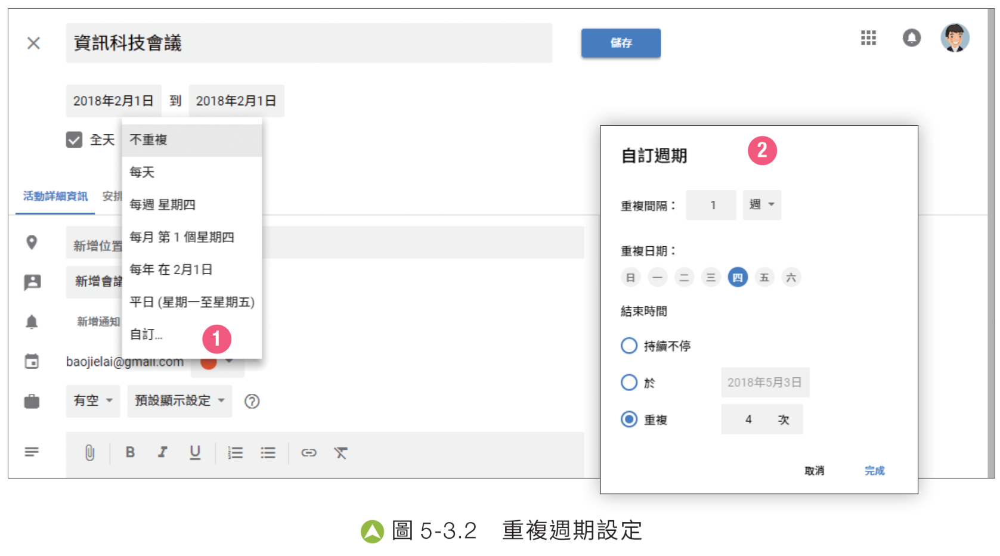 資訊科技會議
儲存
2018年2月1日 到 2018年2月1日
全天
不重複
每天
每週 星期四
每月 第 1 個星期四
每年 在 2月1日
平日 (星期一至星期五)
自訂...
1
活動詳細資訊 安排
新增位置
新增會議
新增通知
baojielai@gmail.com
有空 預設顯示設定 ?
B I U
自訂週期
2
重複間隔： 1 週
重複日期：
日 一 二 三 四 五 六
結束時間
持續不停
於 2018年5月3日
重複 4 次
取消 完成
圖 5-3.2 重複週期設定